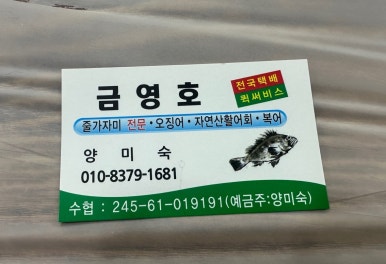 금영호
전국택배
퀵써비스
줄가자미 전문·오징어·자연산활어회·복어
양 미 숙
010-8379-1681
수협 : 245-61-019191(예금주:양미숙)